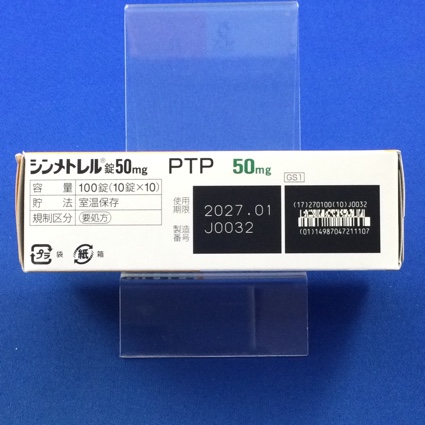 シンメトレル®錠50mg PTP 50mg
GS1
容量 100錠(10錠×10)
貯法 室温保存
規制区分 要処方
使用期限 2027.01
製造番号 J0032
(17)270100(10)J0032
(01)14987047211107
プラ 袋 紙 箱